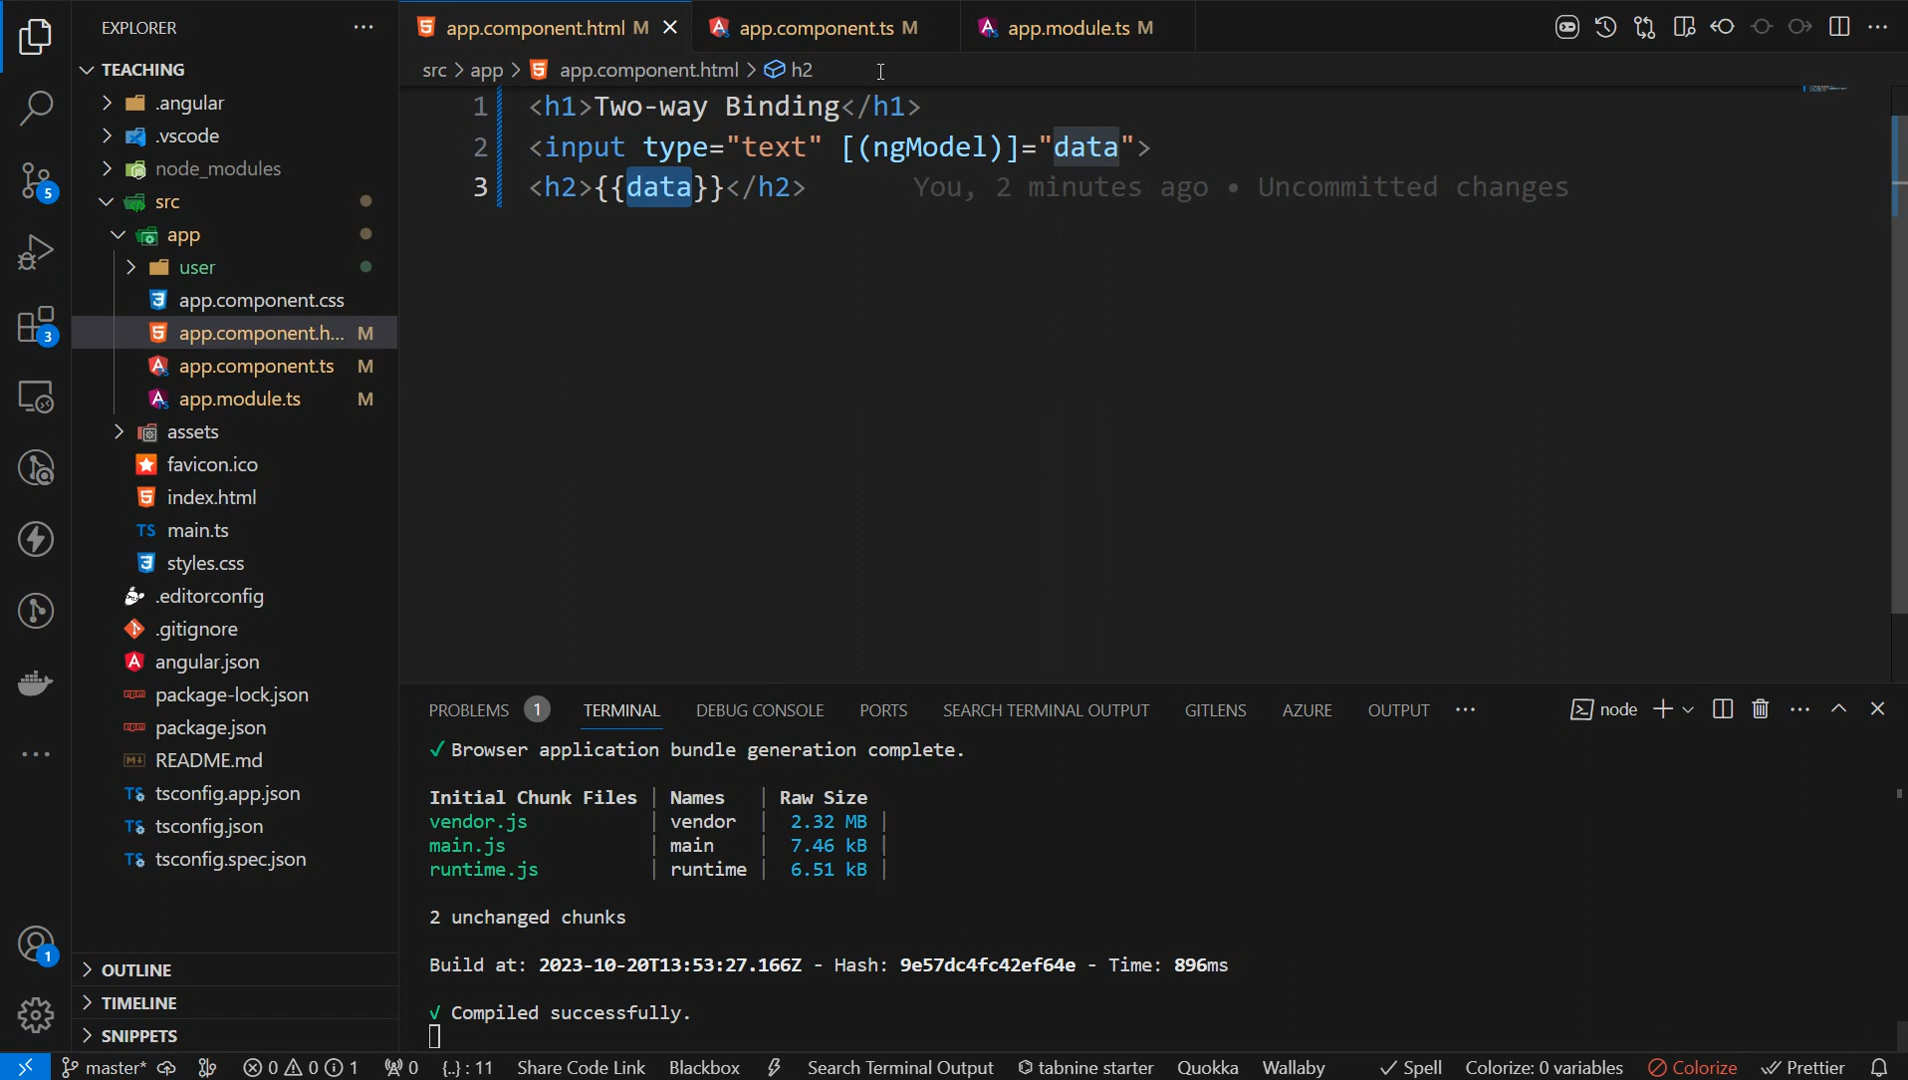 EXPLORER
TEACHING
.angular
.vscode
node_modules
src
app
user
app.component.css
app.component.h... M
app.component.ts M
app.module.ts M
assets
favicon.ico
index.html
main.ts
styles.css
.editorconfig
.gitignore
angular.json
package-lock.json
package.json
README.md
tsconfig.app.json
tsconfig.json
tsconfig.spec.json
OUTLINE
TIMELINE
SNIPPETS
5
3
1
app.component.html M
app.component.ts M
app.module.ts M
src > app > app.component.html > h2
1 <h1>Two-way Binding</h1>
2 <input type="text" [(ngModel)]="data">
3 <h2>{{data}}</h2> You, 2 minutes ago • Uncommitted changes
PROBLEMS 1 TERMINAL DEBUG CONSOLE PORTS SEARCH TERMINAL OUTPUT GITLENS AZURE OUTPUT ··· node
✓ Browser application bundle generation complete.
Initial Chunk Files | Names | Raw Size
vendor.js | vendor | 2.32 MB |
main.js | main | 7.46 kB |
runtime.js | runtime | 6.51 kB |
2 unchanged chunks
Build at: 2023-10-20T13:53:27.166Z - Hash: 9e57dc4fc42ef64e - Time: 896ms
√ Compiled successfully.
master* 0 0 1 0 {..} : 11 Share Code Link Blackbox Search Terminal Output tabnine starter Quokka Wallaby Spell Colorize: 0 variables Colorize Prettier